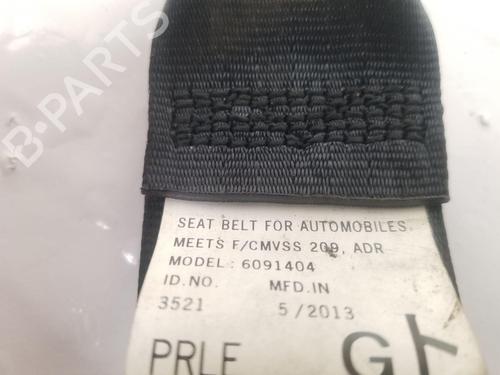 B-PARTS
SEAT BELT FOR AUTOMOBILES
MEETS F/CMVSS 209, ADR
MODEL: 6091404
ID.NO. MFD.IN
3521 5/2013
PRLF G